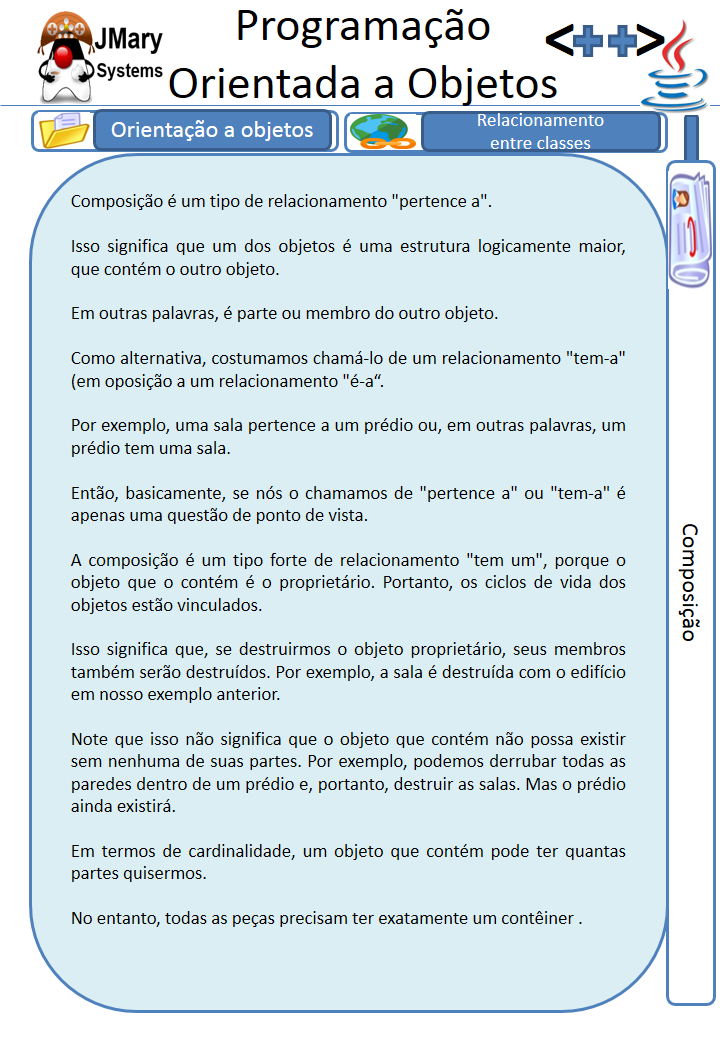 JMary
Systems
Programação
Orientada a Objetos
<++>
Orientação a objetos
Relacionamento
entre classes
Composição é um tipo de relacionamento "pertence a".
Isso significa que um dos objetos é uma estrutura logicamente maior,
que contém o outro objeto.
Em outras palavras, é parte ou membro do outro objeto.
Como alternativa, costumamos chamá-lo de um relacionamento "tem-a"
(em oposição a um relacionamento "é-a“.
Por exemplo, uma sala pertence a um prédio ou, em outras palavras, um
prédio tem uma sala.
Então, basicamente, se nós o chamamos de "pertence a" ou "tem-a" é
apenas uma questão de ponto de vista.
A composição é um tipo forte de relacionamento "tem um", porque o
objeto que o contém é o proprietário. Portanto, os ciclos de vida dos
objetos estão vinculados.
Isso significa que, se destruirmos o objeto proprietário, seus membros
também serão destruídos. Por exemplo, a sala é destruída com o edifício
em nosso exemplo anterior.
Note que isso não significa que o objeto que contém não possa existir
sem nenhuma de suas partes. Por exemplo, podemos derrubar todas as
paredes dentro de um prédio e, portanto, destruir as salas. Mas o prédio
ainda existirá.
Em termos de cardinalidade, um objeto que contém pode ter quantas
partes quisermos.
No entanto, todas as peças precisam ter exatamente um contêiner .
Composição